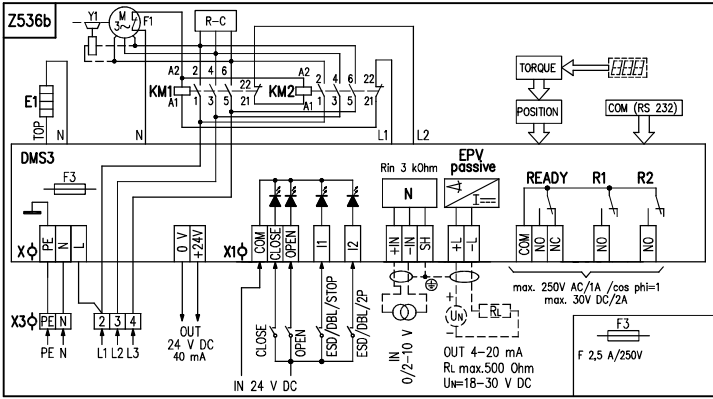 Z536b
Y1
M
3~
F1
R-C
A2 2 4 6
KM1
22
A1 1 3 5 21
A2 2 4 6 22
KM2
A1 1 3 5 21
TORQUE
POSITION
COM (RS 232)
E1
TOP
N
N
L1
L2
DMS3
F3
Rin 3 kOhm
N
EPV
passive
I
READY
R1
R2
X
PE
N
L
0 V
+24V
X1
COM
CLOSE
OPEN
I1
I2
+IN
-IN
SH
+L
-L
COM
NO
NC
NO
NO
max. 250V AC/1A /cos phi=1
max. 30V DC/2A
X3
PE N
2 3 4
PE N
L1 L2 L3
OUT
24 V DC
40 mA
CLOSE
OPEN
ESD/DBL/STOP
ESD/DBL/2P
IN 24 V DC
IN
0/2-10 V
+
UN
-
RL
OUT 4-20 mA
RL max.500 Ohm
UN=18-30 V DC
F3
F 2,5 A/250V